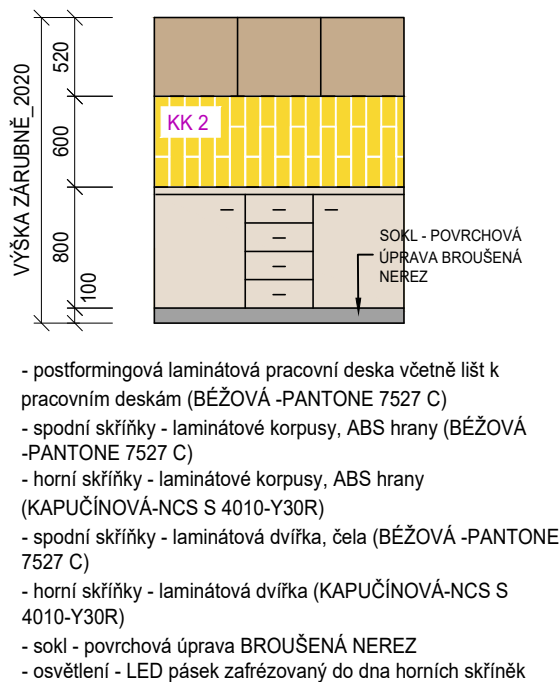 520
KK 2
600
VÝŠKA ZÁRUBNĚ_2020
800
100
SOKL - POVRCHOVÁ
ÚPRAVA BROUŠENÁ
NEREZ
- postformingová laminátová pracovní deska včetně lišt k
pracovním deskám (BÉŽOVÁ -PANTONE 7527 C)
- spodní skříňky - laminátové korpusy, ABS hrany (BÉŽOVÁ
-PANTONE 7527 C)
- horní skříňky - laminátové korpusy, ABS hrany
(KAPUČÍNOVÁ-NCS S 4010-Y30R)
- spodní skříňky - laminátová dvířka, čela (BÉŽOVÁ -PANTONE
7527 C)
- horní skříňky - laminátová dvířka (KAPUČÍNOVÁ-NCS S
4010-Y30R)
- sokl - povrchová úprava BROUŠENÁ NEREZ
- osvětlení - LED pásek zafrézovaný do dna horních skříněk